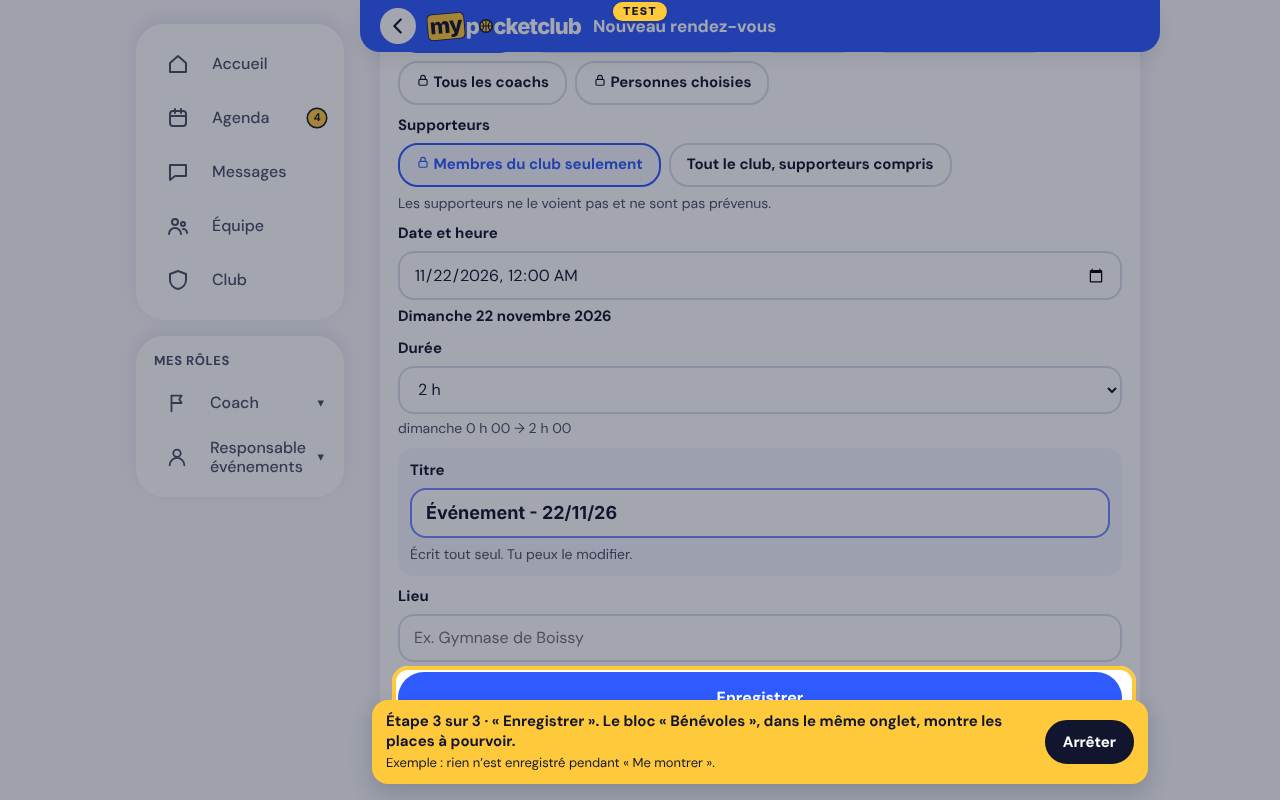 TEST
mypocketclub Nouveau rendez-vous
Accueil
Agenda 4
Messages
Équipe
Club
MES RÔLES
Coach ▾
Responsable événements ▾
Tous les coachs
Personnes choisies
Supporteurs
Membres du club seulement
Tout le club, supporteurs compris
Les supporteurs ne le voient pas et ne sont pas prévenus.
Date et heure
11/22/2026, 12:00 AM
Dimanche 22 novembre 2026
Durée
2 h
dimanche 0 h 00 → 2 h 00
Titre
Événement - 22/11/26
Écrit tout seul. Tu peux le modifier.
Lieu
Ex. Gymnase de Boissy
Enregistrer
Étape 3 sur 3 · « Enregistrer ». Le bloc « Bénévoles », dans le même onglet, montre les
places à pourvoir.
Exemple : rien n’est enregistré pendant « Me montrer ».
Arrêter